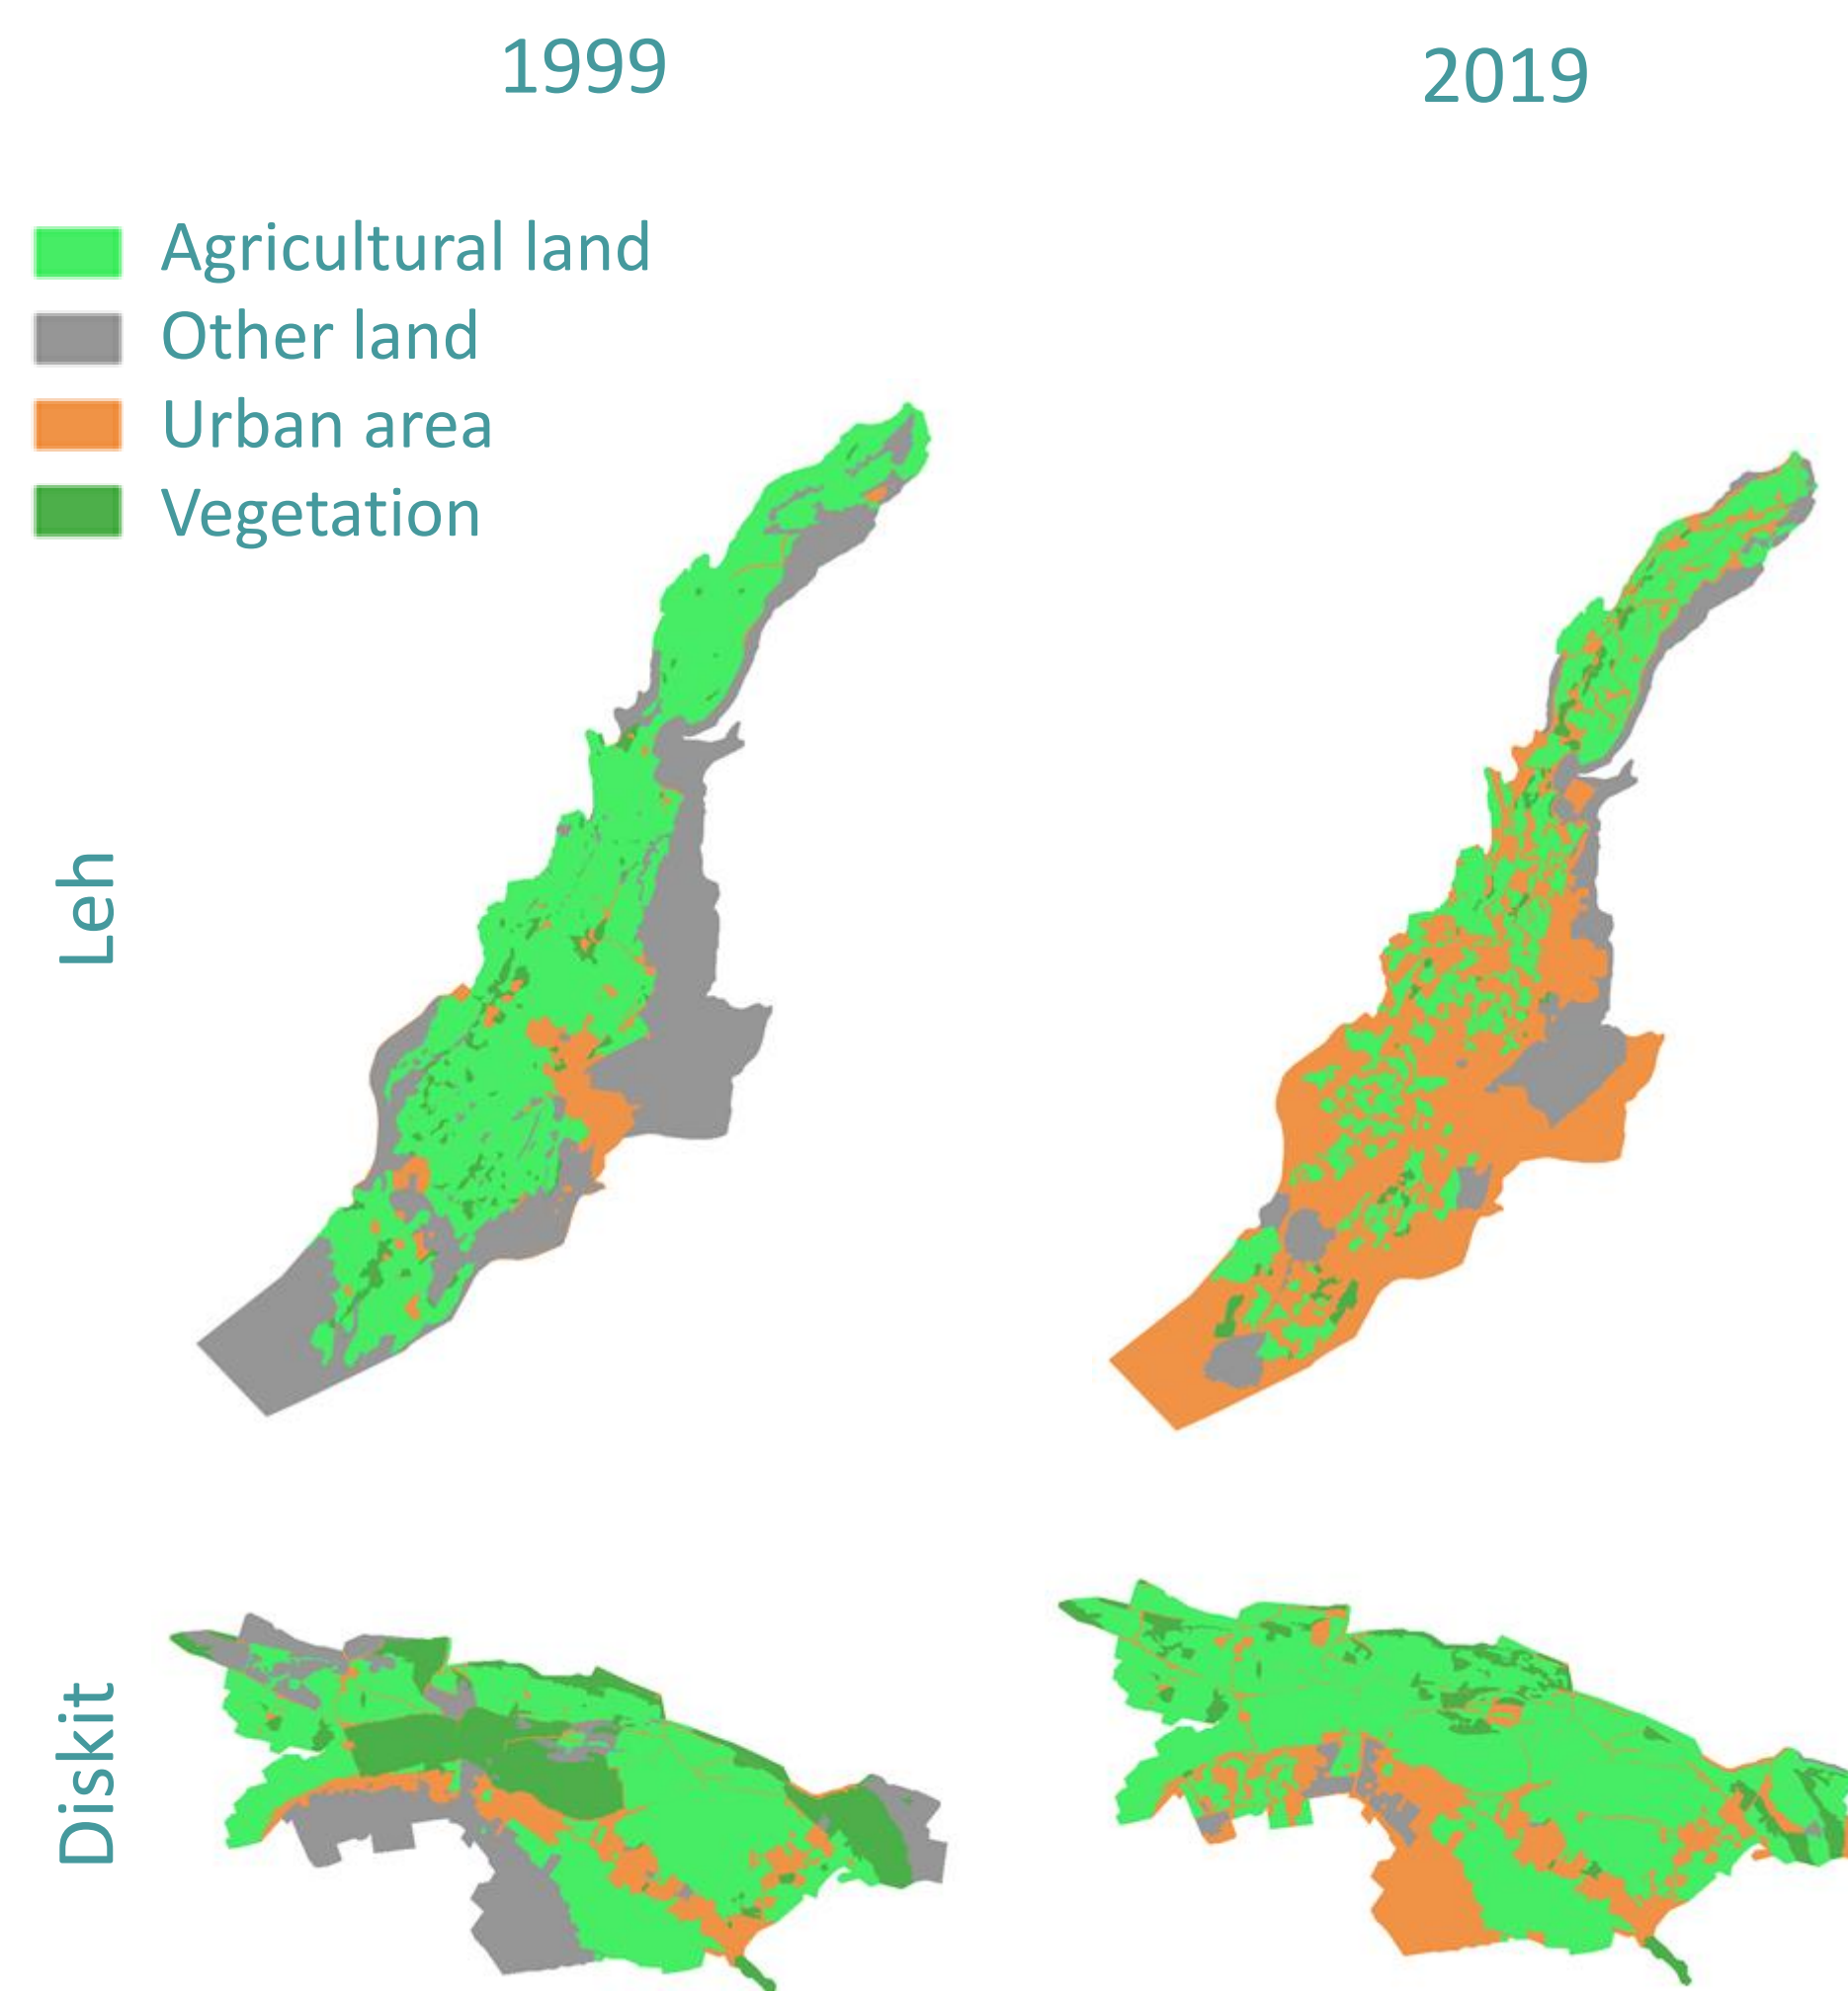 1999
2019
Agricultural land
Other land
Urban area
Vegetation
Leh
Diskit